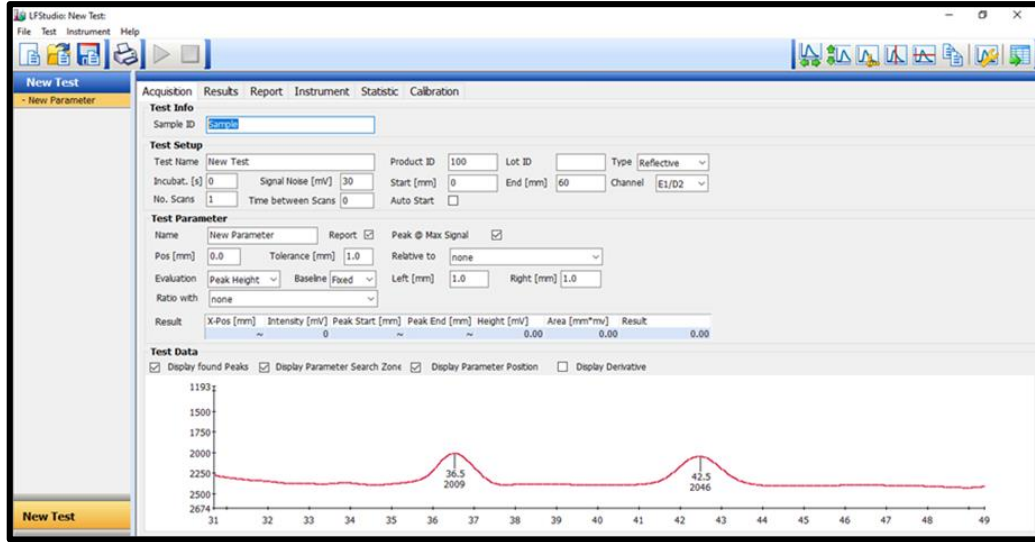 LFStudio: New Test:
File Test Instrument Help
New Test
- New Parameter
Acquisition Results Report Instrument Statistic Calibration
Test Info
Sample ID Sample
Test Setup
Test Name New Test Product ID 100 Lot ID Type Reflective
Incubat. [s] 0 Signal Noise [mV] 30 Start [mm] 0 End [mm] 60 Channel E1/D2
No. Scans 1 Time between Scans 0 Auto Start
Test Parameter
Name New Parameter Report Peak @ Max Signal
Pos [mm] 0.0 Tolerance [mm] 1.0 Relative to none
Evaluation Peak Height Baseline Fixed Left [mm] 1.0 Right [mm] 1.0
Ratio with none
Result X-Pos [mm] Intensity [mV] Peak Start [mm] Peak End [mm] Height [mV] Area [mm*mv] Result
~ 0 ~ ~ 0.00 0.00 0.00
Test Data
Display found Peaks Display Parameter Search Zone Display Parameter Position Display Derivative
1193
1500
1750
2000
2250
2500
2674
36.5
2009
42.5
2046
31 32 33 34 35 36 37 38 39 40 41 42 43 44 45 46 47 48 49
New Test